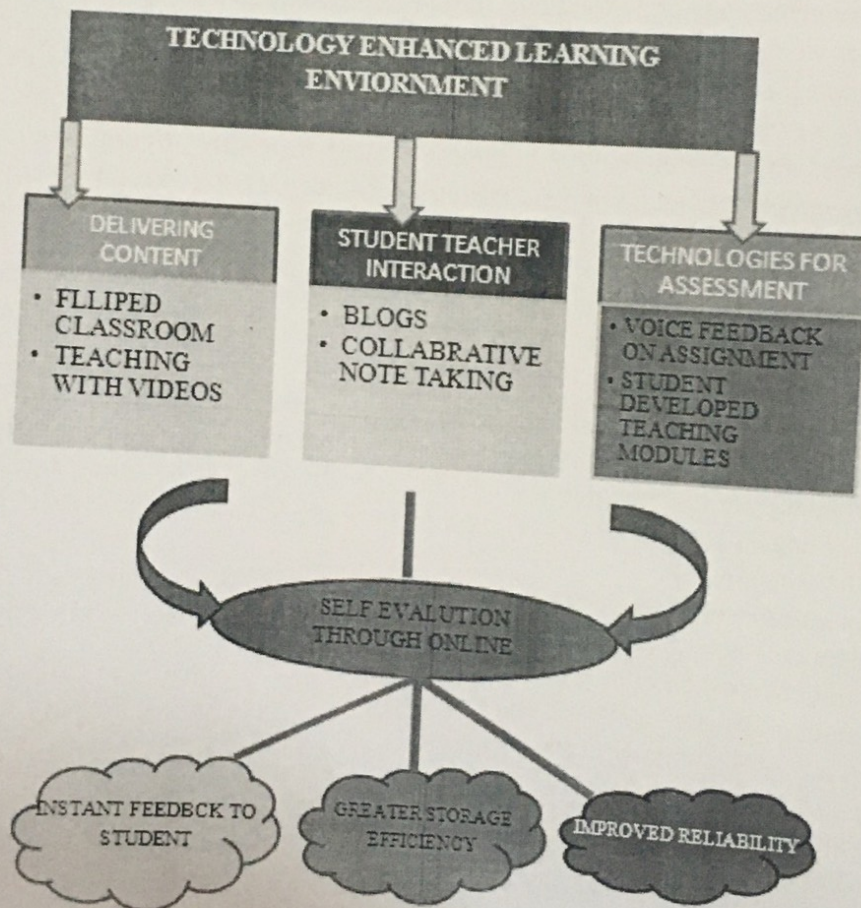 TECHNOLOGY ENHANCED LEARNING
ENVIORNMENT
DELIVERING
CONTENT
• FLLIPED
CLASSROOM
• TEACHING
WITH VIDEOS
STUDENT TEACHER
INTERACTION
• BLOGS
• COLLABRATIVE
NOTE TAKING
TECHNOLOGIES FOR
ASSESSMENT
• VOICE FEEDBACK
ON ASSIGNMENT
• STUDENT
DEVELOPED
TEACHING
MODULES
SELF EVALUTION
THROUGH ONLINE
INSTANT FEEDBCK TO
STUDENT
GREATER STORAGE
EFFICIENCY
IMPROVED RELIABILITY